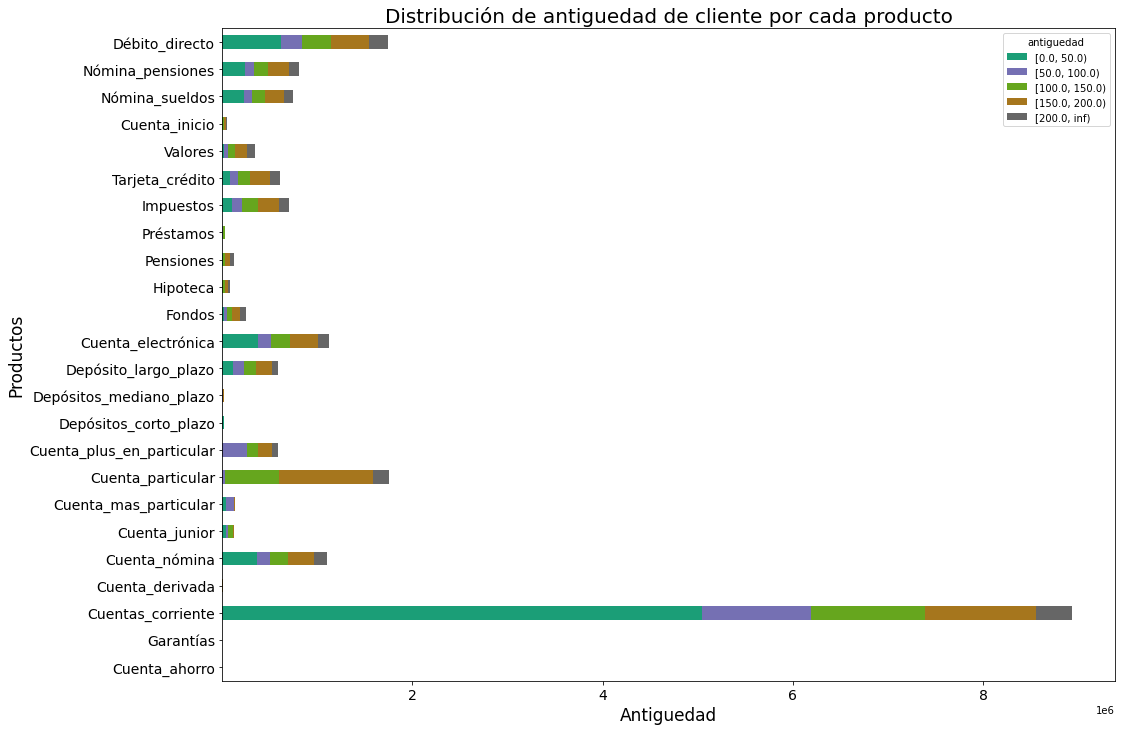 Distribución de antiguedad de cliente por cada producto
antiguedad
[0.0, 50.0)
[50.0, 100.0)
[100.0, 150.0)
[150.0, 200.0)
[200.0, inf)
Productos
Débito_directo
Nómina_pensiones
Nómina_sueldos
Cuenta_inicio
Valores
Tarjeta_crédito
Impuestos
Préstamos
Pensiones
Hipoteca
Fondos
Cuenta_electrónica
Depósito_largo_plazo
Depósitos_mediano_plazo
Depósitos_corto_plazo
Cuenta_plus_en_particular
Cuenta_particular
Cuenta_mas_particular
Cuenta_junior
Cuenta_nómina
Cuenta_derivada
Cuentas_corriente
Garantías
Cuenta_ahorro
2 4 6 8
1e6
Antiguedad